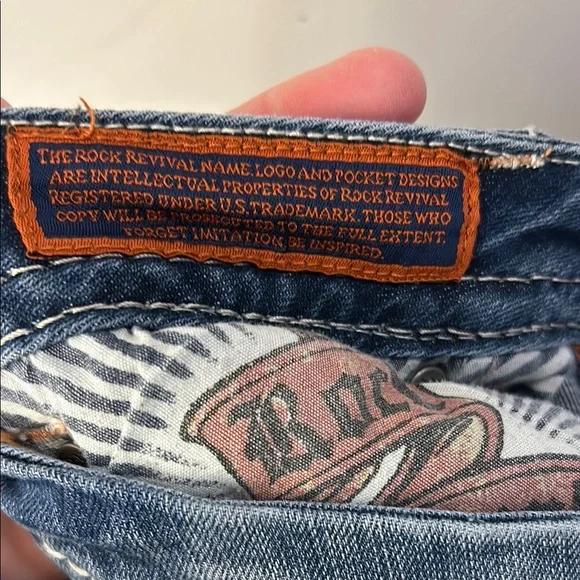 THE ROCK REVIVAL NAME, LOGO AND POCKET DESIGNS
ARE INTELLECTUAL PROPERTIES OF ROCK REVIVAL
REGISTERED UNDER U.S. TRADEMARK. THOSE WHO
COPY WILL BE PROSECUTED TO THE FULL EXTENT.
FORGET IMITATION, BE INSPIRED.
Rock